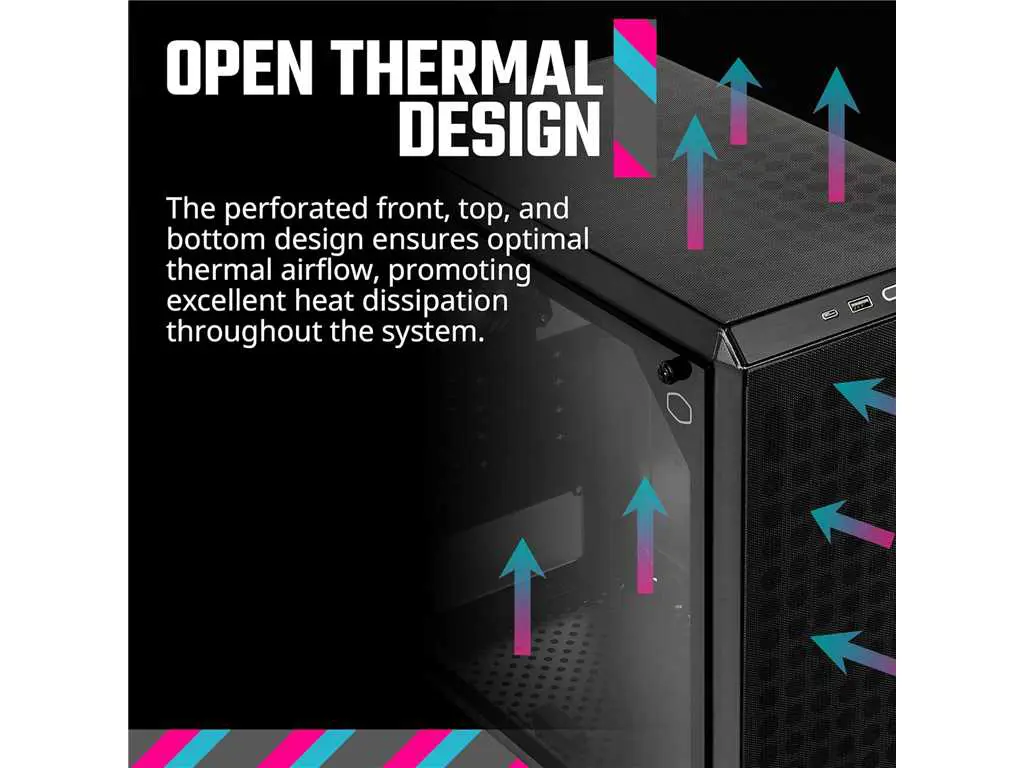 OPEN THERMAL
DESIGN
The perforated front, top, and
bottom design ensures optimal
thermal airflow, promoting
excellent heat dissipation
throughout the system.